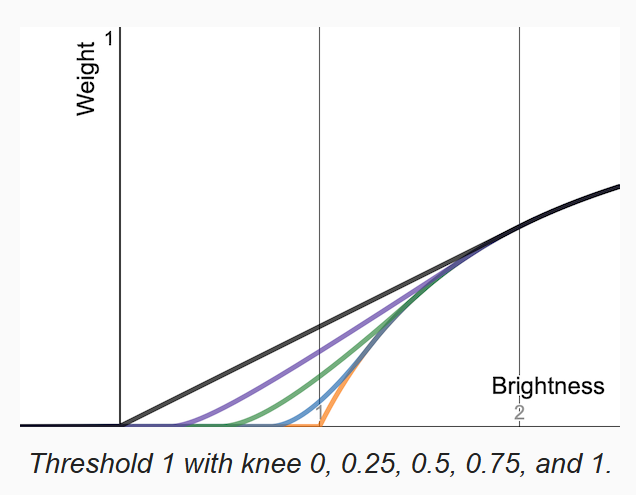 Weight
1
Brightness
1
2
Threshold 1 with knee 0, 0.25, 0.5, 0.75, and 1.